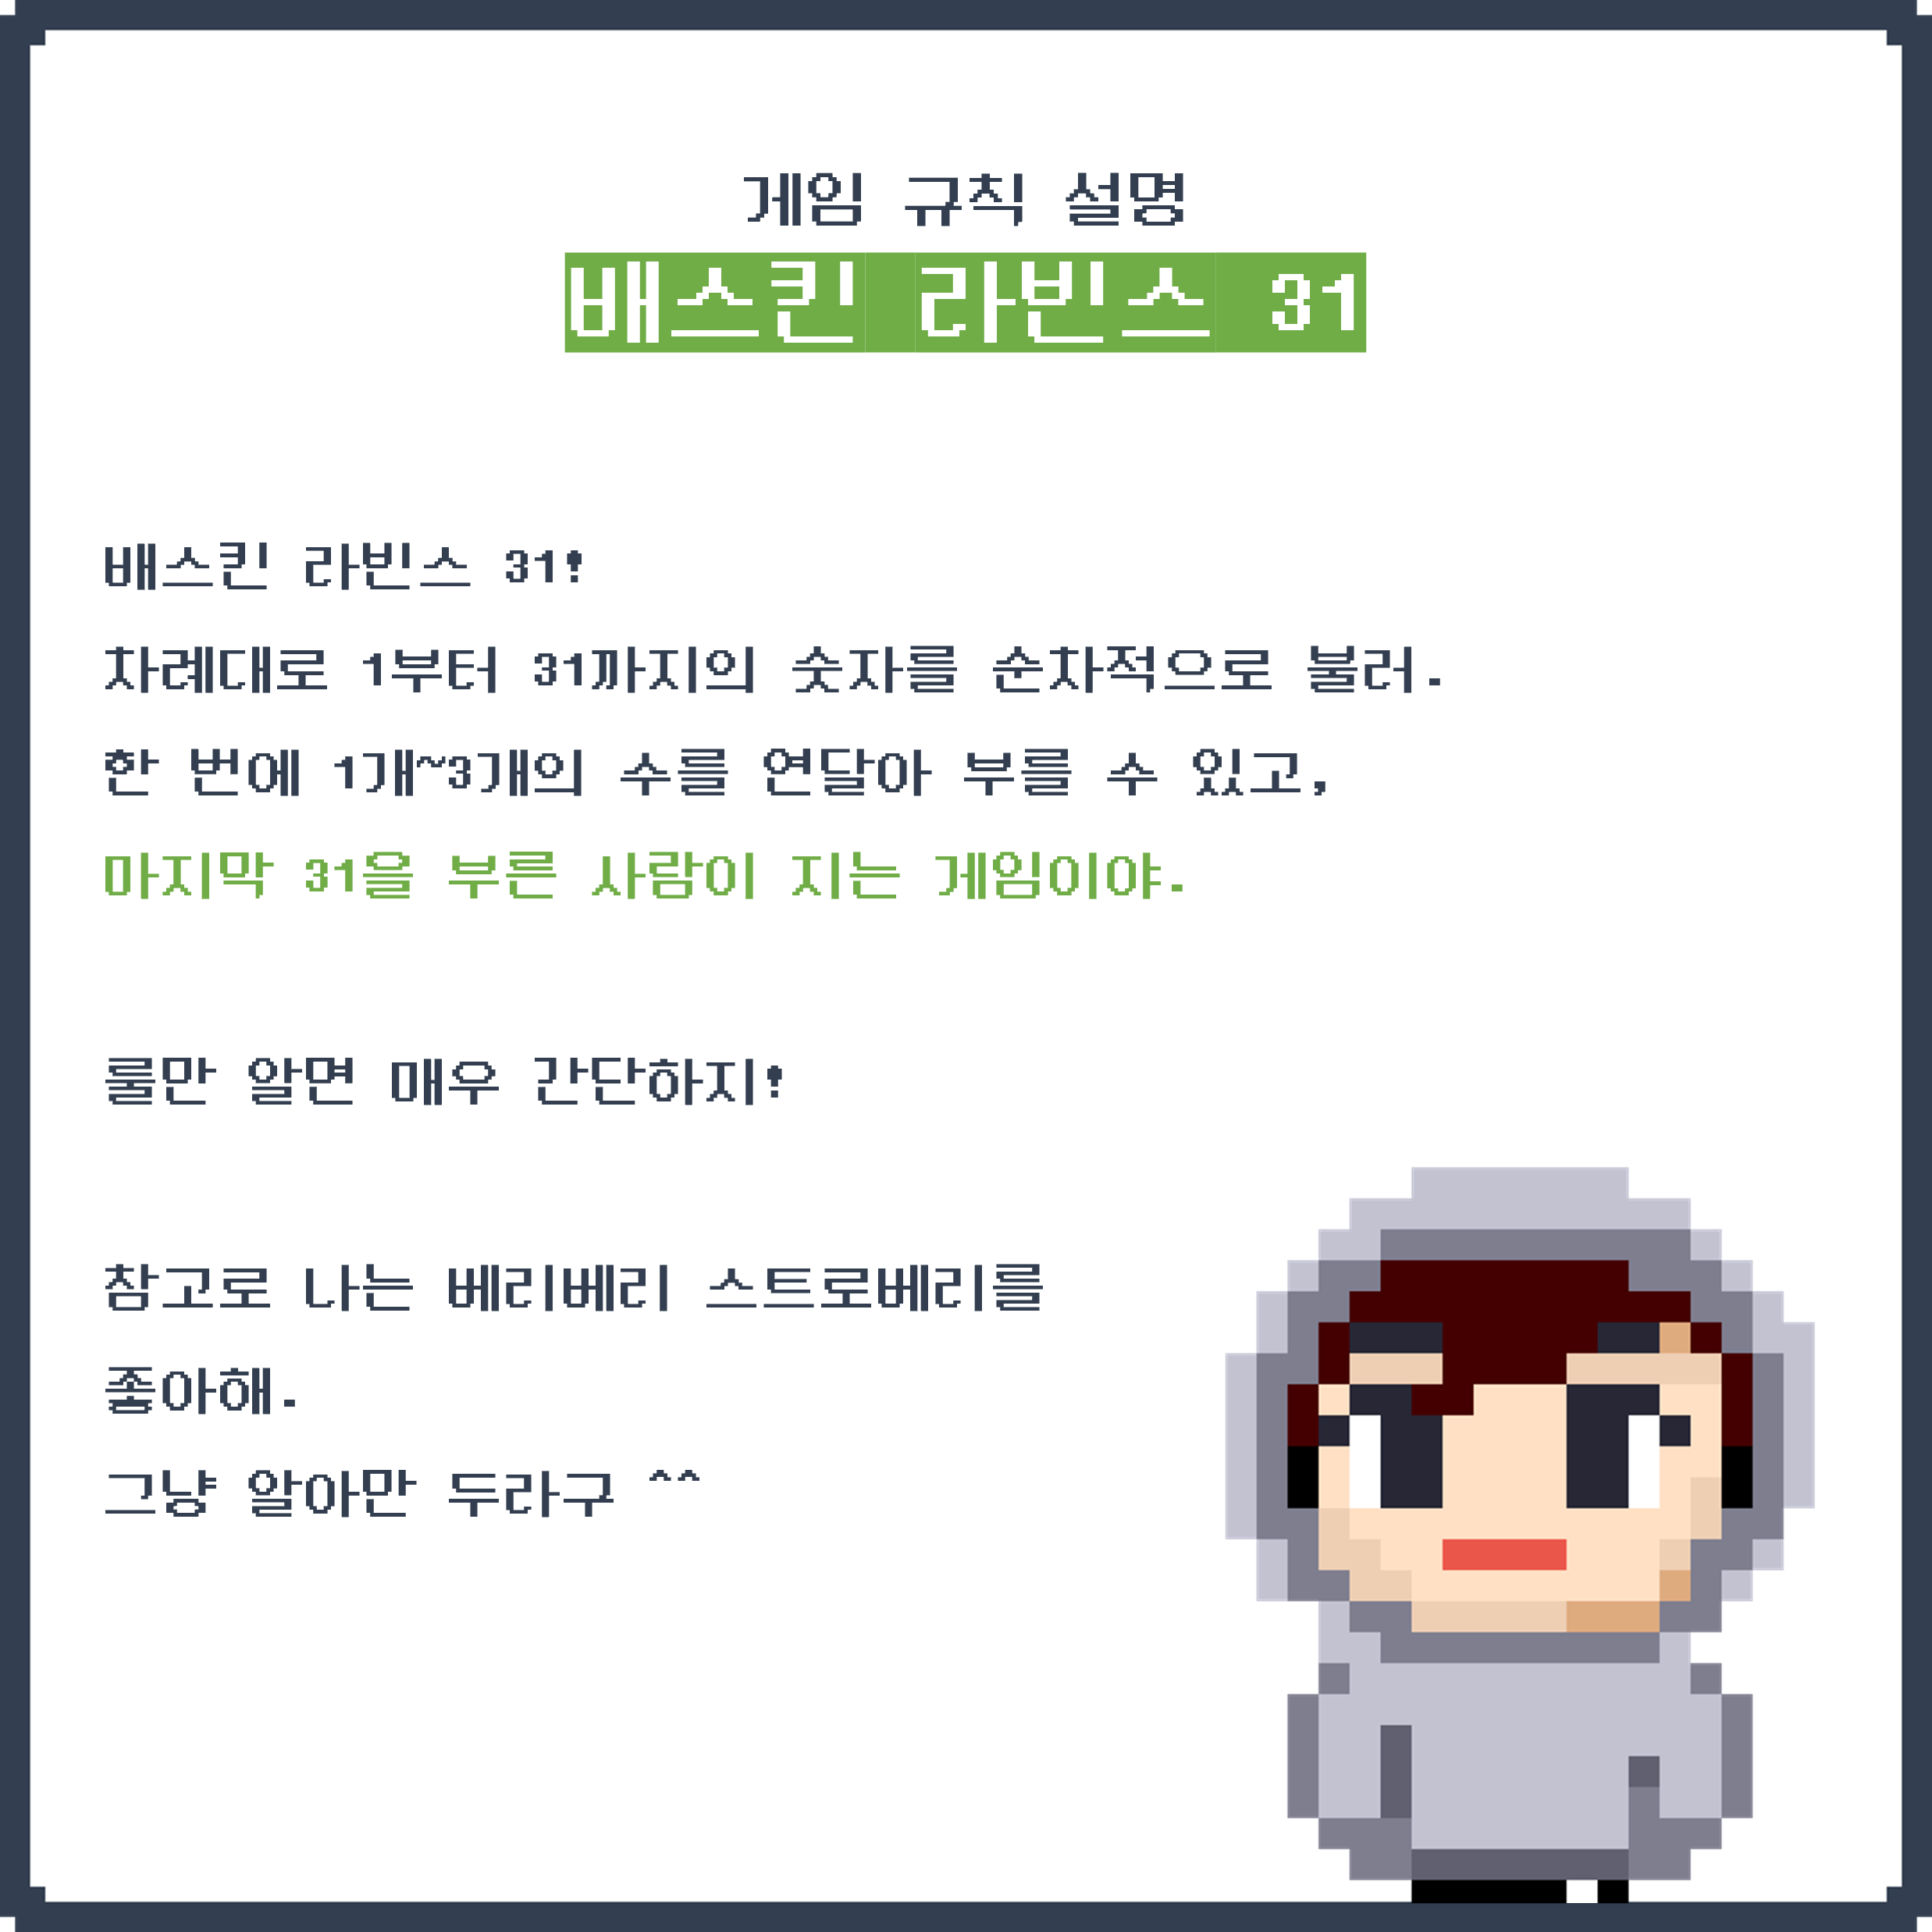 게임 규칙 설명
배스킨 라빈스 31
배스킨 라빈스 31!
차례대로 1부터 31까지의 숫자를 순차적으로 불러.
한 번에 1개~3개의 수를 연달아 부를 수 있고,
마지막 31을 부른 사람이 지는 게임이야.
룰만 알면 매우 간단하지!
참고로 나는 베리베리 스트로베리를
좋아해.
그냥 알아만 두라구 ^^